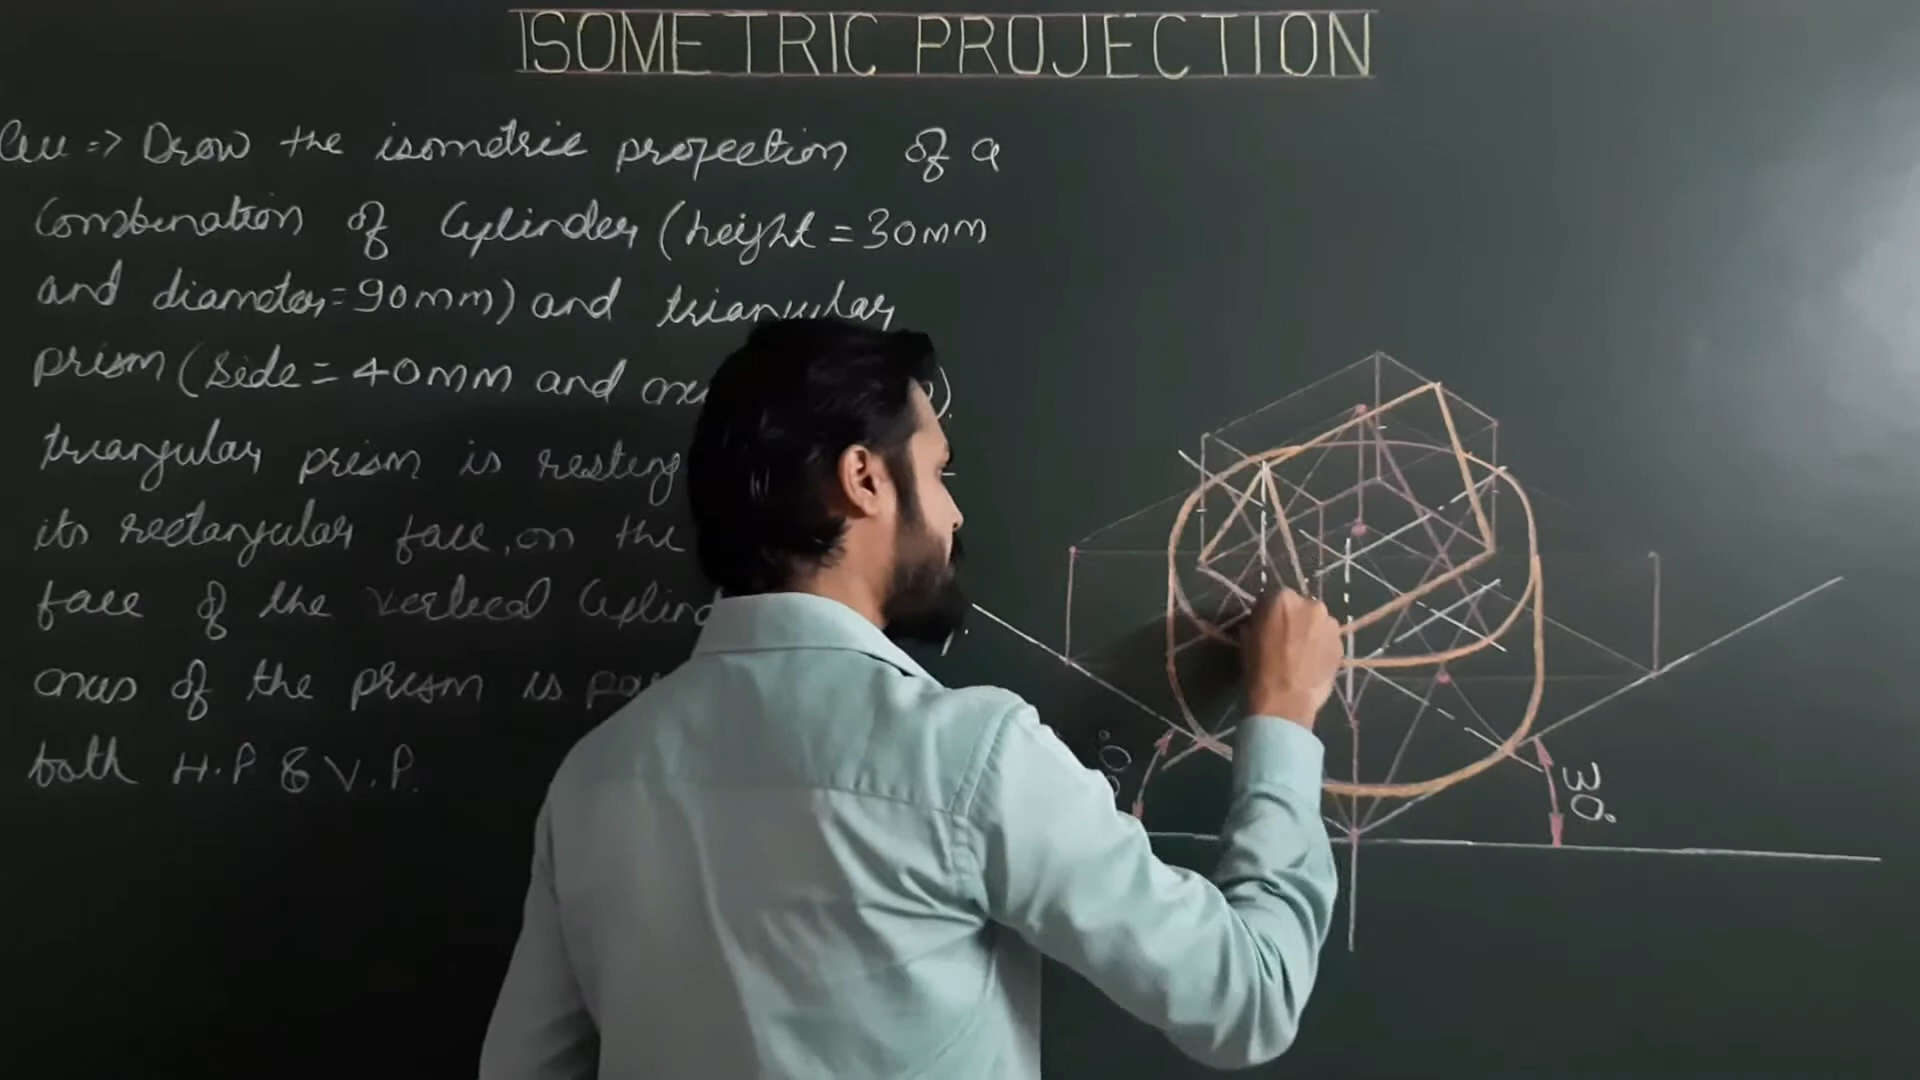 ISOMETRIC PROJECTION
=> Draw the isometric projection of a
Combination of Cylinder (height = 30mm
and diameter = 90mm) and triangular
prism (side = 40mm and
triangular prism is resting
its rectangular face, on the
face of the vertical
axis of the prism is
both H.P & V.P.
30°